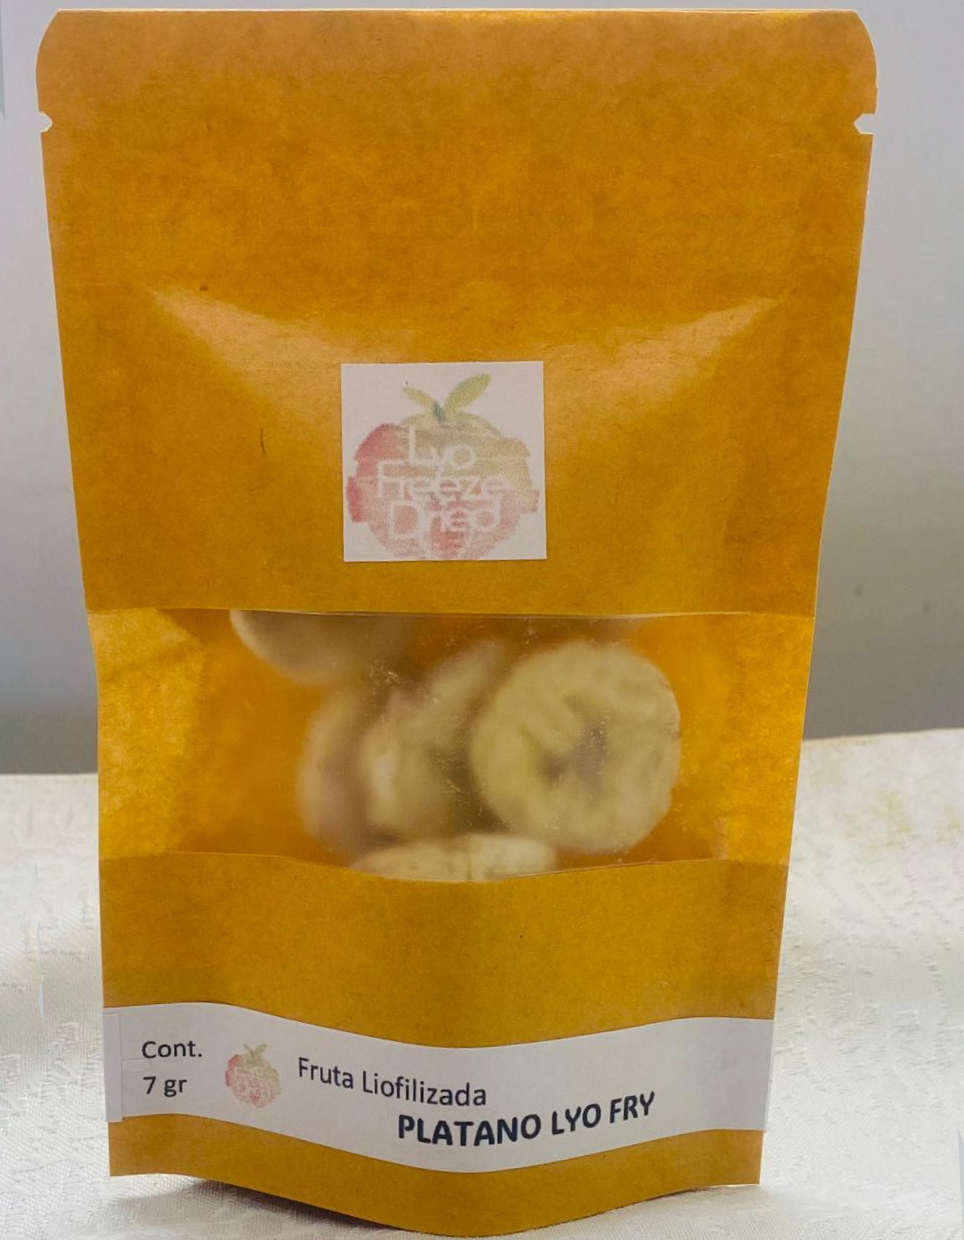 Lyo
Freeze
Dried
Cont.
7 gr
Fruta Liofilizada
PLATANO LYO FRY